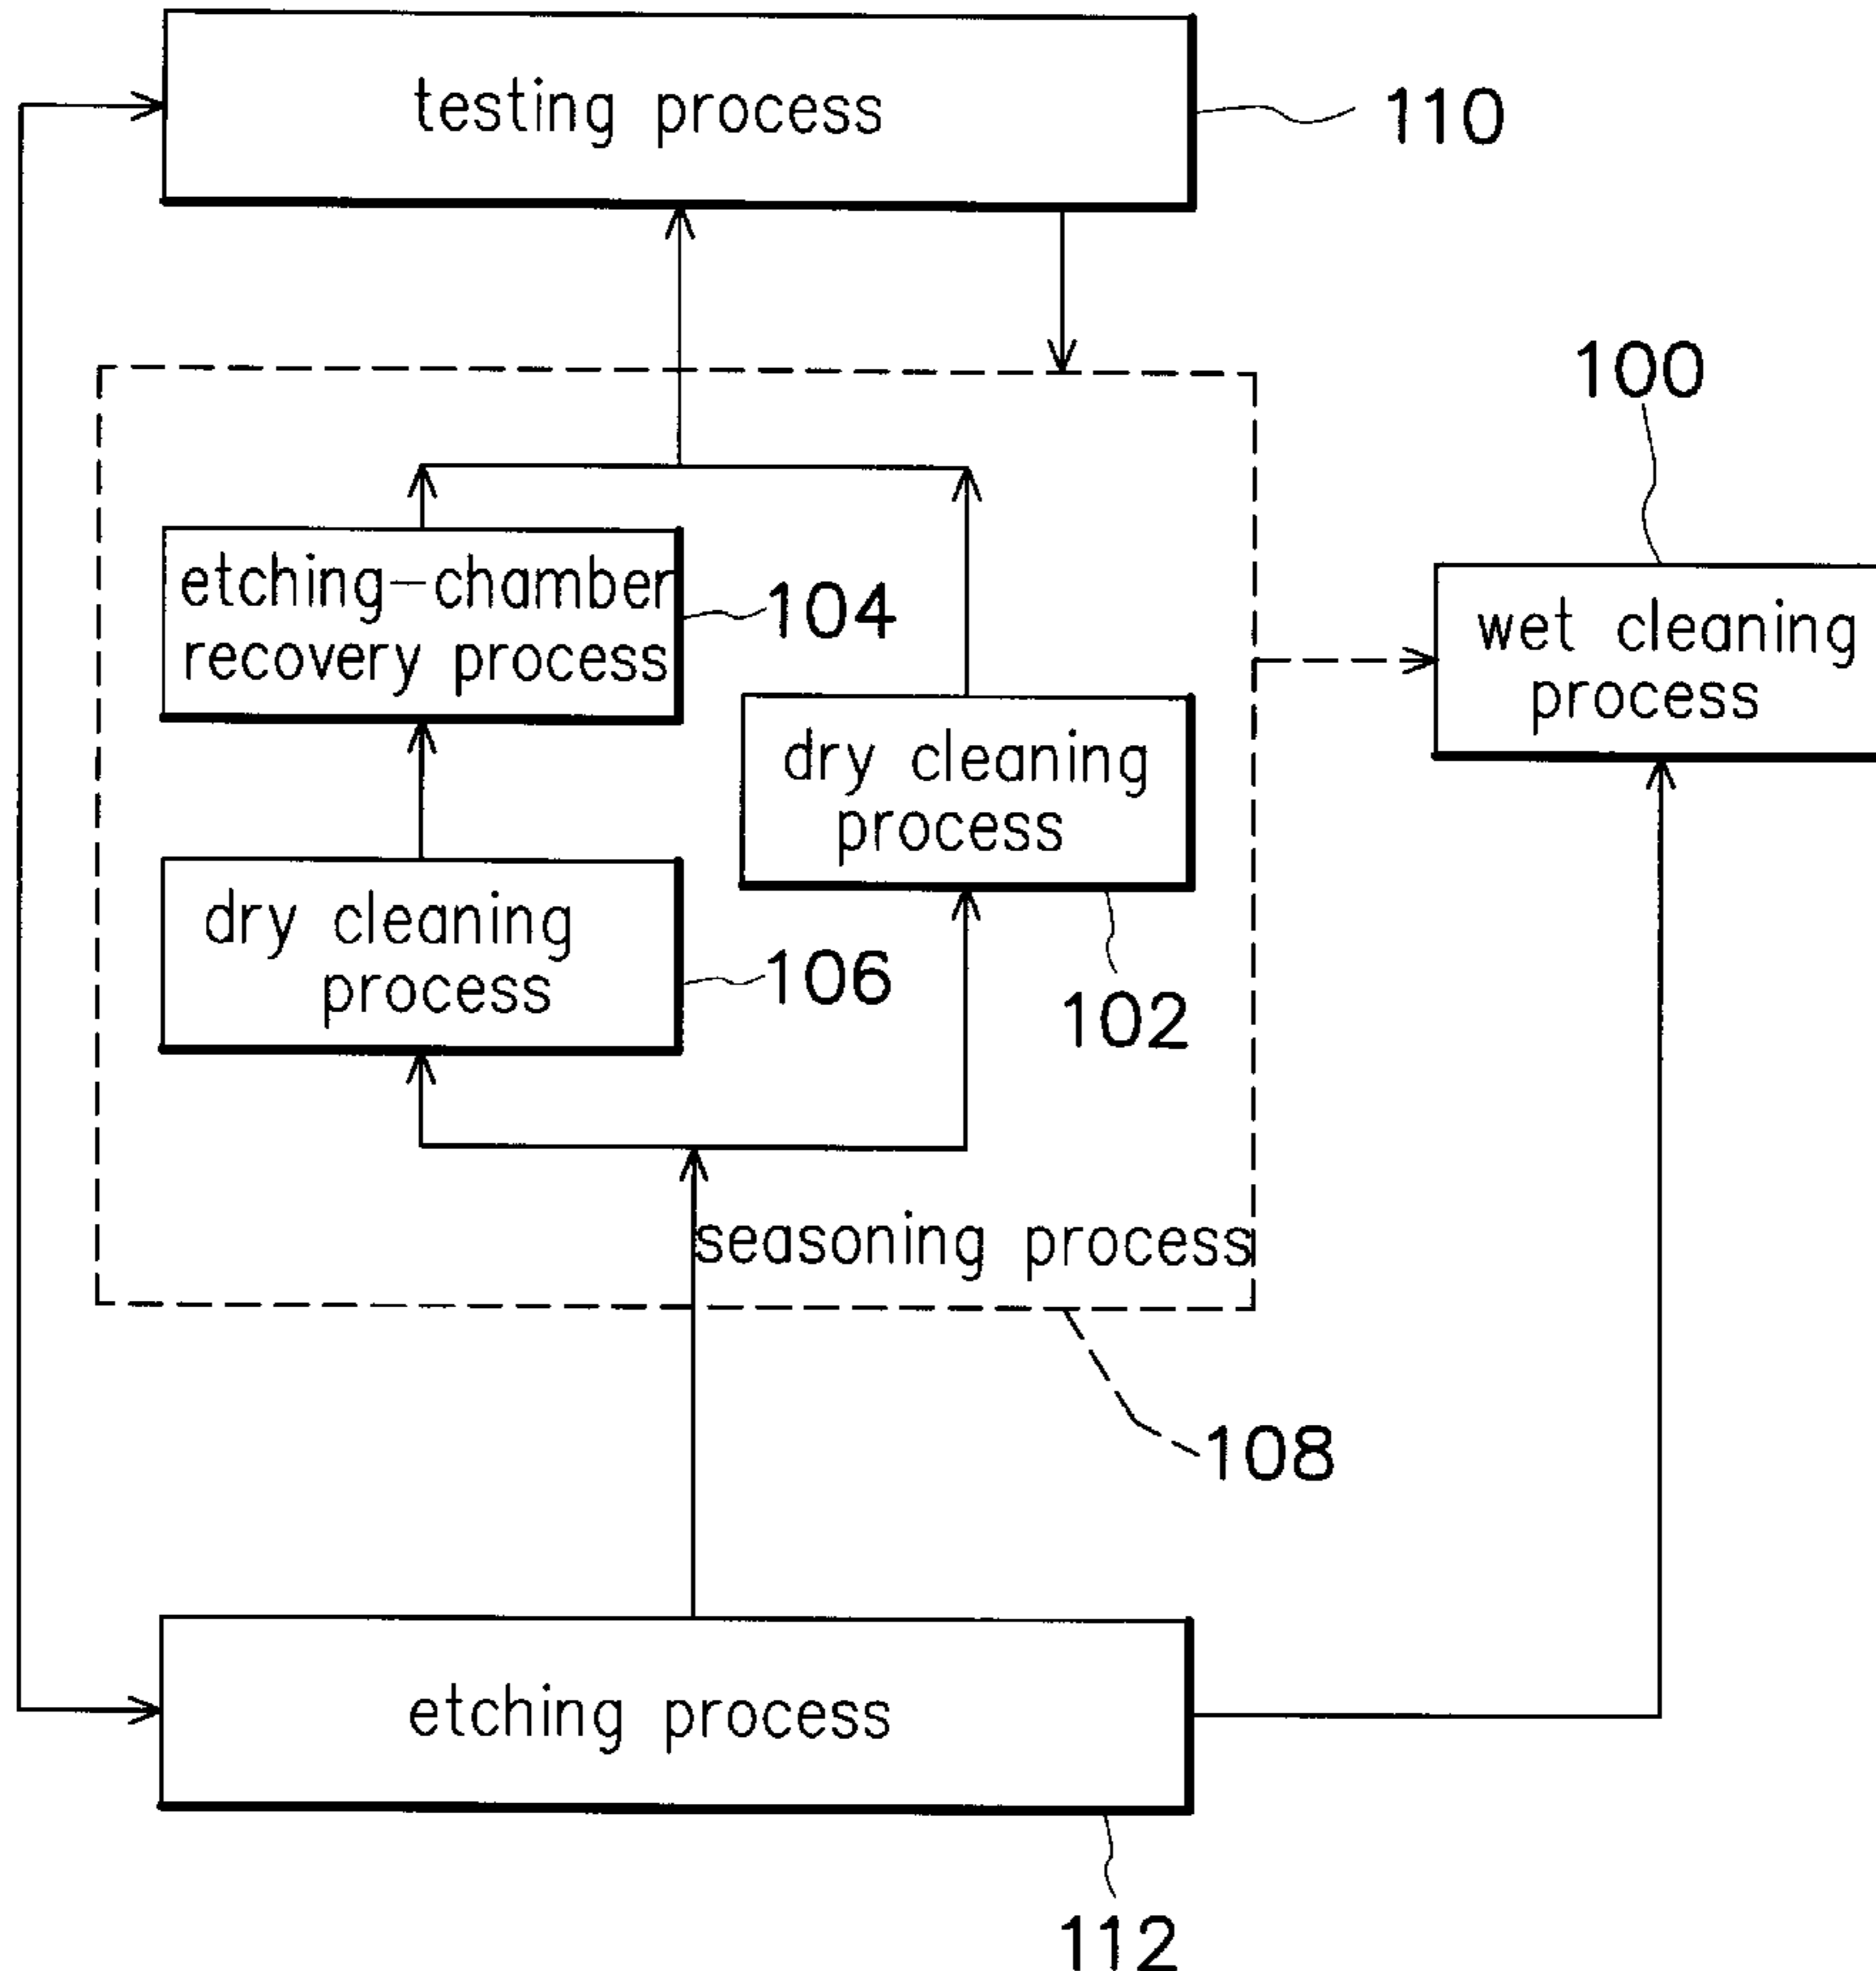 testing process
110
100
etching-chamber
recovery process
104
wet cleaning
process
dry cleaning
process
dry cleaning
process
106
102
seasoning process
108
etching process
112